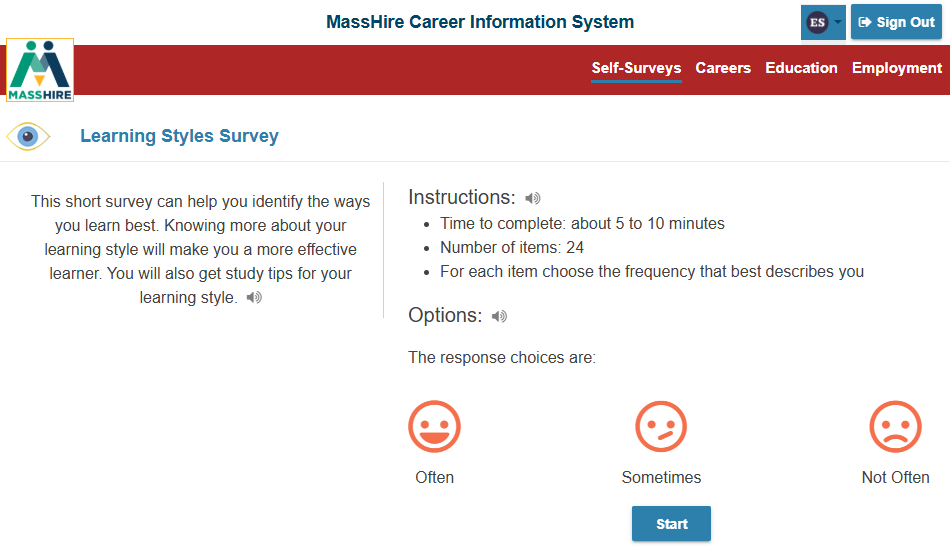 MassHire Career Information System
ES
Sign Out
MASSHIRE
Self-Surveys Careers Education Employment
Learning Styles Survey
This short survey can help you identify the ways
you learn best. Knowing more about your
learning style will make you a more effective
learner. You will also get study tips for your
learning style.
Instructions:
• Time to complete: about 5 to 10 minutes
• Number of items: 24
• For each item choose the frequency that best describes you
Options:
The response choices are:
Often Sometimes Not Often
Start